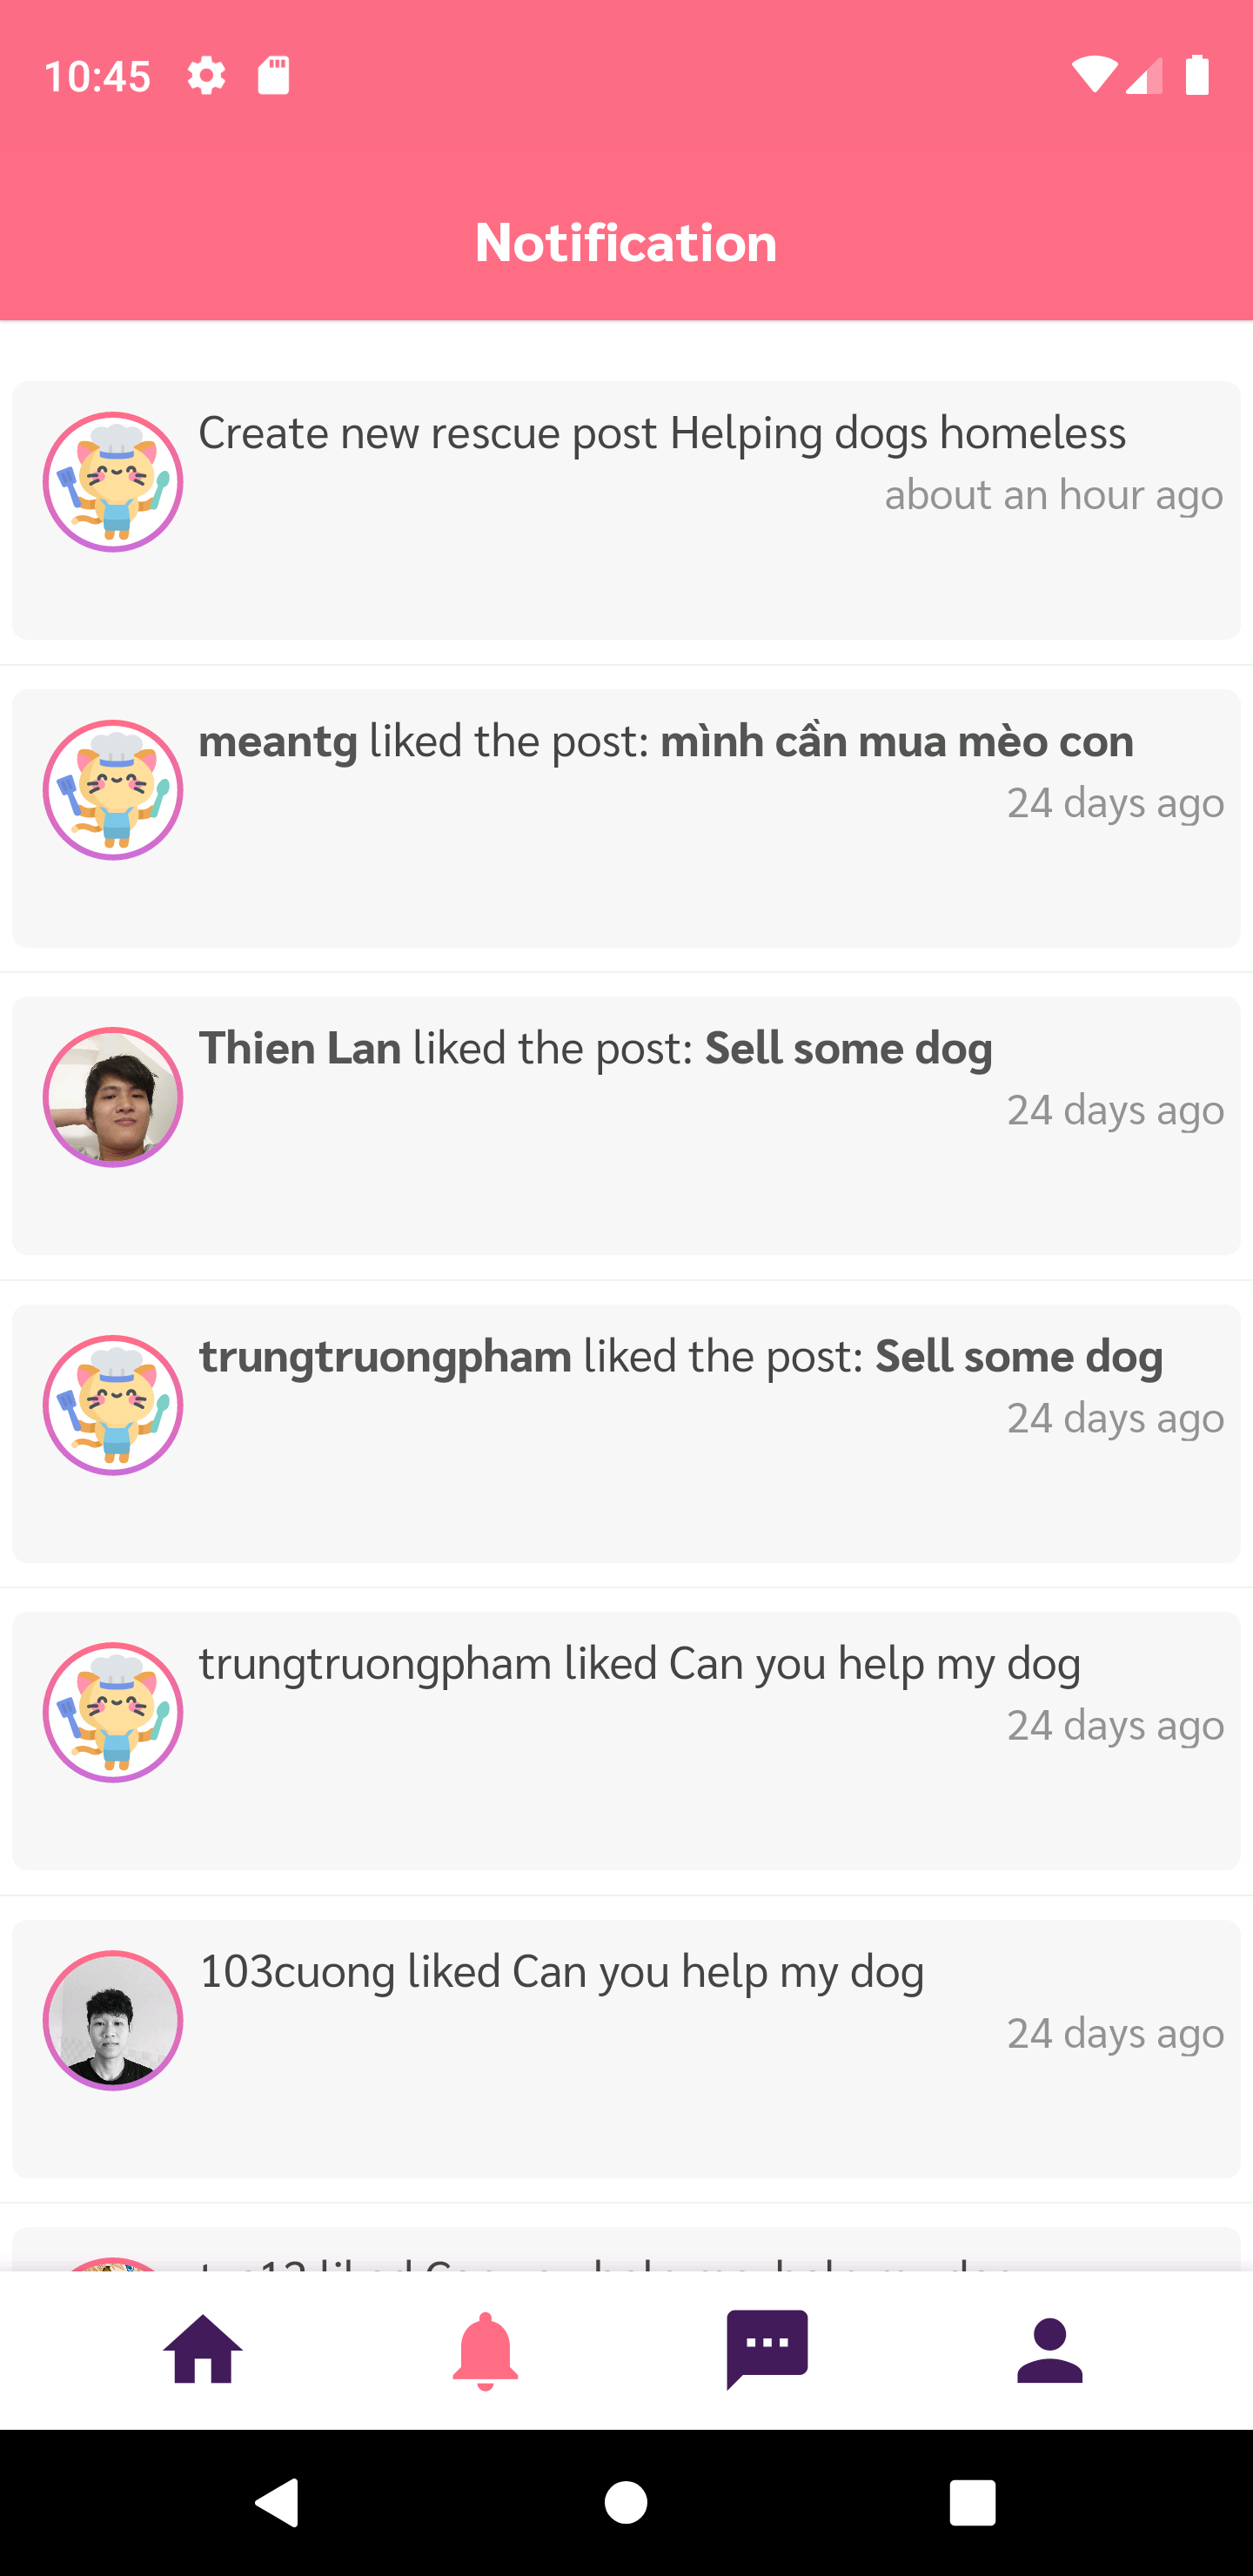 10:45
Notification
Create new rescue post Helping dogs homeless
about an hour ago
meantg liked the post: mình cần mua mèo con
24 days ago
Thien Lan liked the post: Sell some dog
24 days ago
trungtruongpham liked the post: Sell some dog
24 days ago
trungtruongpham liked Can you help my dog
24 days ago
103cuong liked Can you help my dog
24 days ago